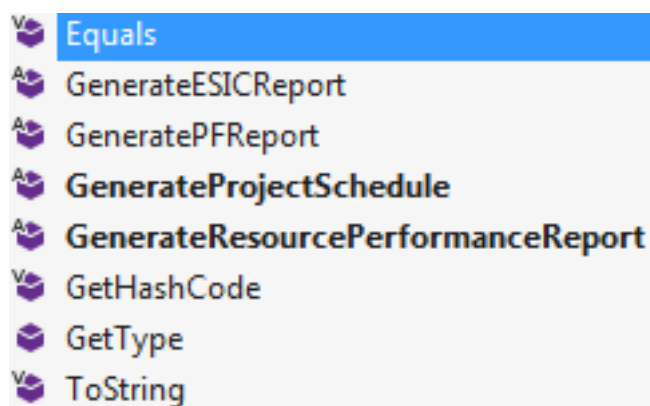 Equals
GenerateESICReport
GeneratePFReport
GenerateProjectSchedule
GenerateResourcePerformanceReport
GetHashCode
GetType
ToString